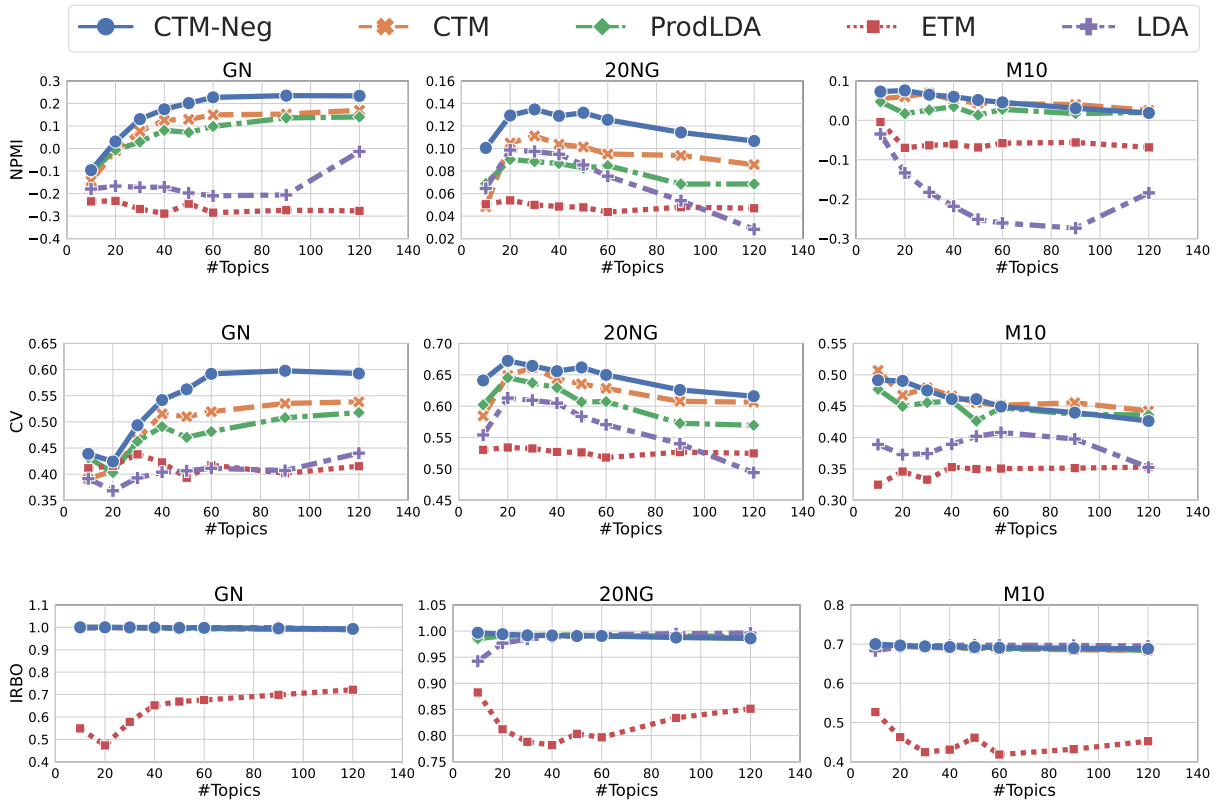 CTM-Neg CTM ProdLDA ETM LDA
GN 20NG M10
NPMI
0.3 0.2 0.1 0.0 −0.1 −0.2 −0.3 −0.4
0 20 40 60 80 100 120 140
#Topics
0.16 0.14 0.12 0.10 0.08 0.06 0.04 0.02
0 20 40 60 80 100 120 140
#Topics
0.1 0.0 −0.1 −0.2 −0.3
0 20 40 60 80 100 120 140
#Topics
GN 20NG M10
CV
0.65 0.60 0.55 0.50 0.45 0.40 0.35
0 20 40 60 80 100 120 140
#Topics
0.70 0.65 0.60 0.55 0.50 0.45
0 20 40 60 80 100 120 140
#Topics
0.55 0.50 0.45 0.40 0.35 0.30
0 20 40 60 80 100 120 140
#Topics
GN 20NG M10
IRBO
1.1 1.0 0.9 0.8 0.7 0.6 0.5 0.4
0 20 40 60 80 100 120 140
#Topics
1.05 1.00 0.95 0.90 0.85 0.80 0.75
0 20 40 60 80 100 120 140
#Topics
0.8 0.7 0.6 0.5 0.4
0 20 40 60 80 100 120 140
#Topics